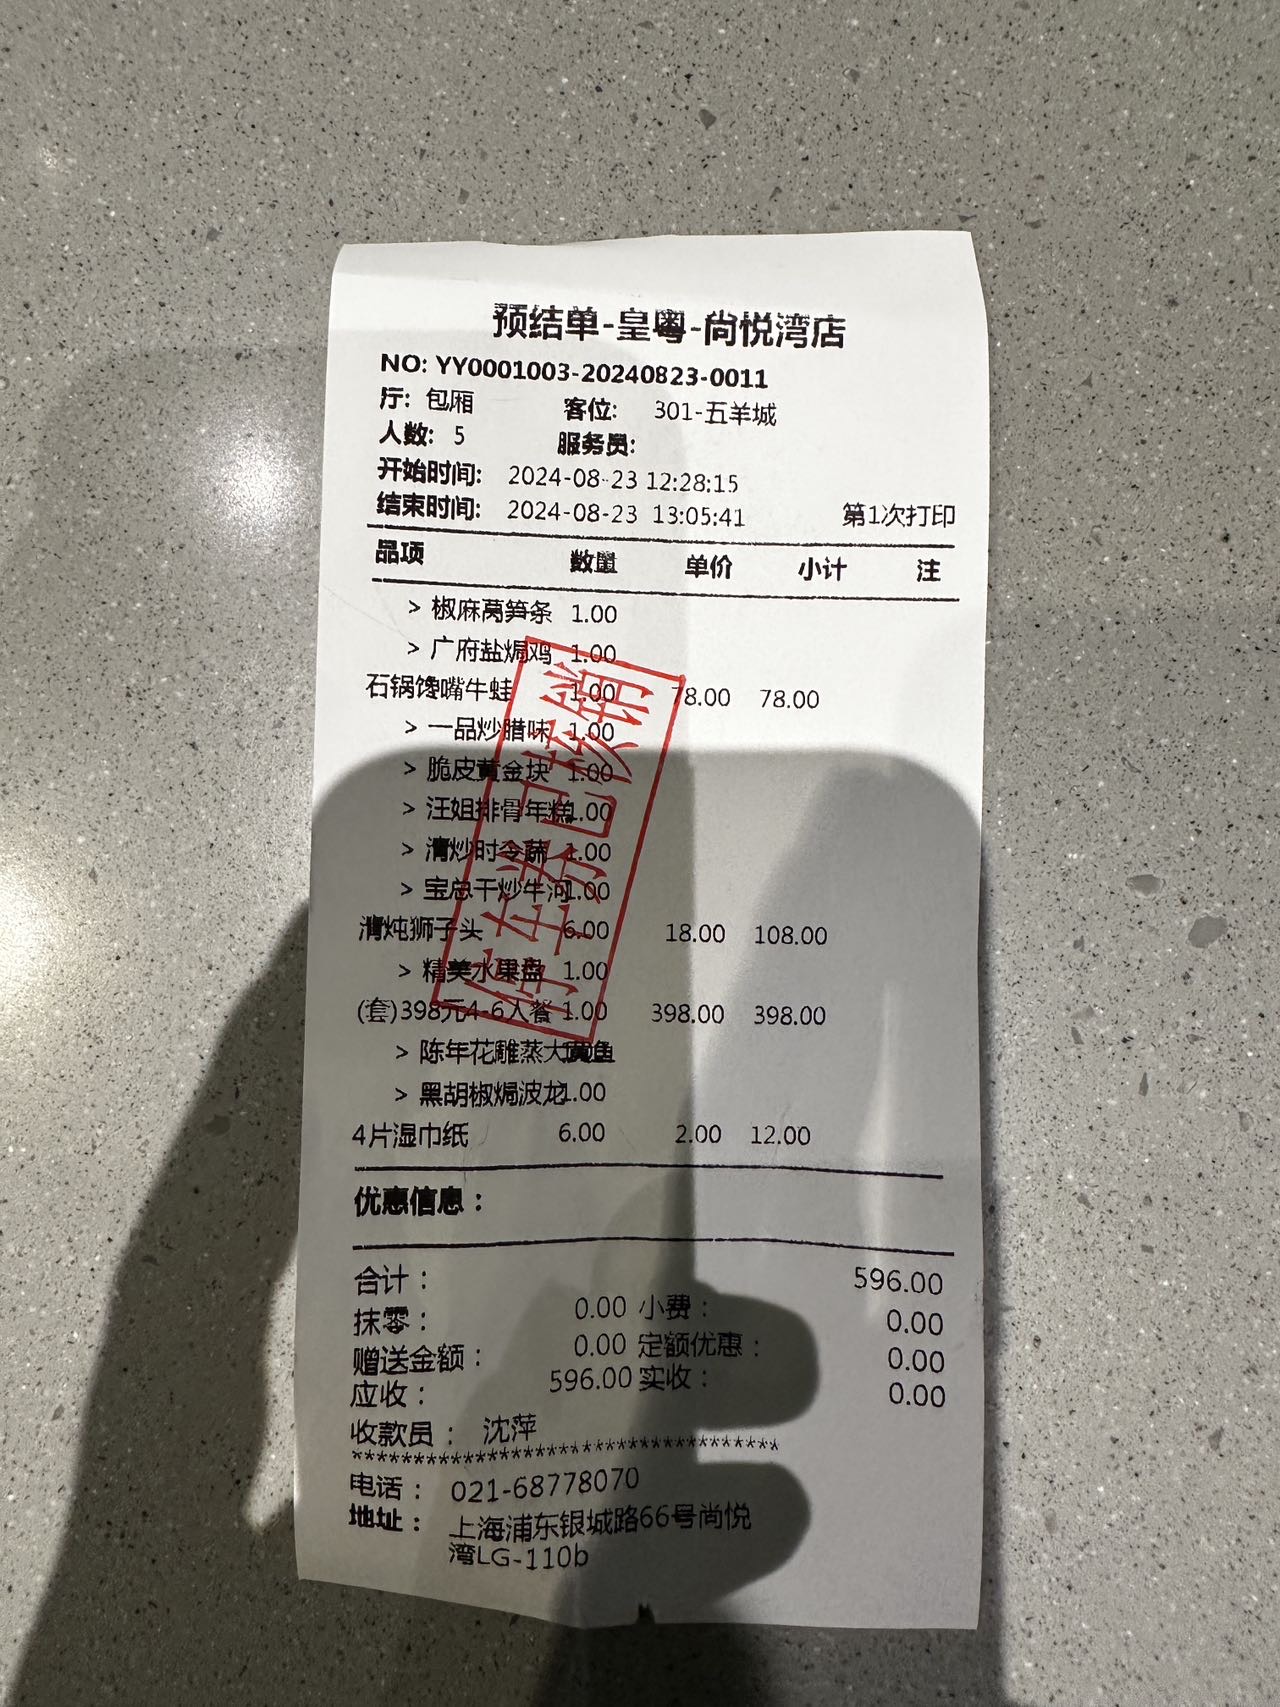 预结单-皇粤-尚悦湾店
NO: YY0001003-20240823-0011
厅: 包厢 客位: 301-五羊城
人数: 5 服务员:
开始时间: 2024-08-23 12:28:15
结束时间: 2024-08-23 13:05:41 第1次打印
品项 数量 单价 小计 注
> 椒麻莴笋条 1.00
> 广府盐焗鸡 1.00
石锅馋嘴牛蛙 1.00 78.00 78.00
> 一品炒腊味 1.00
> 脆皮黄金块 1.00
> 汪姐排骨年糕 1.00
> 清炒时令蔬 1.00
> 宝总干炒牛河 1.00
清炖狮子头 6.00 18.00 108.00
> 精美水果盘 1.00
(套)398元4-6人餐 1.00 398.00 398.00
> 陈年花雕蒸大黄鱼
> 黑胡椒焗波龙 1.00
4片湿巾纸 6.00 2.00 12.00
优惠信息：
合计： 596.00
抹零： 0.00 小费： 0.00
赠送金额： 0.00 定额优惠： 0.00
应收： 596.00 实收： 0.00
收款员： 沈萍
***********************************
电话： 021-68778070
地址： 上海浦东银城路66号尚悦
湾LG-110b
停车券已核销